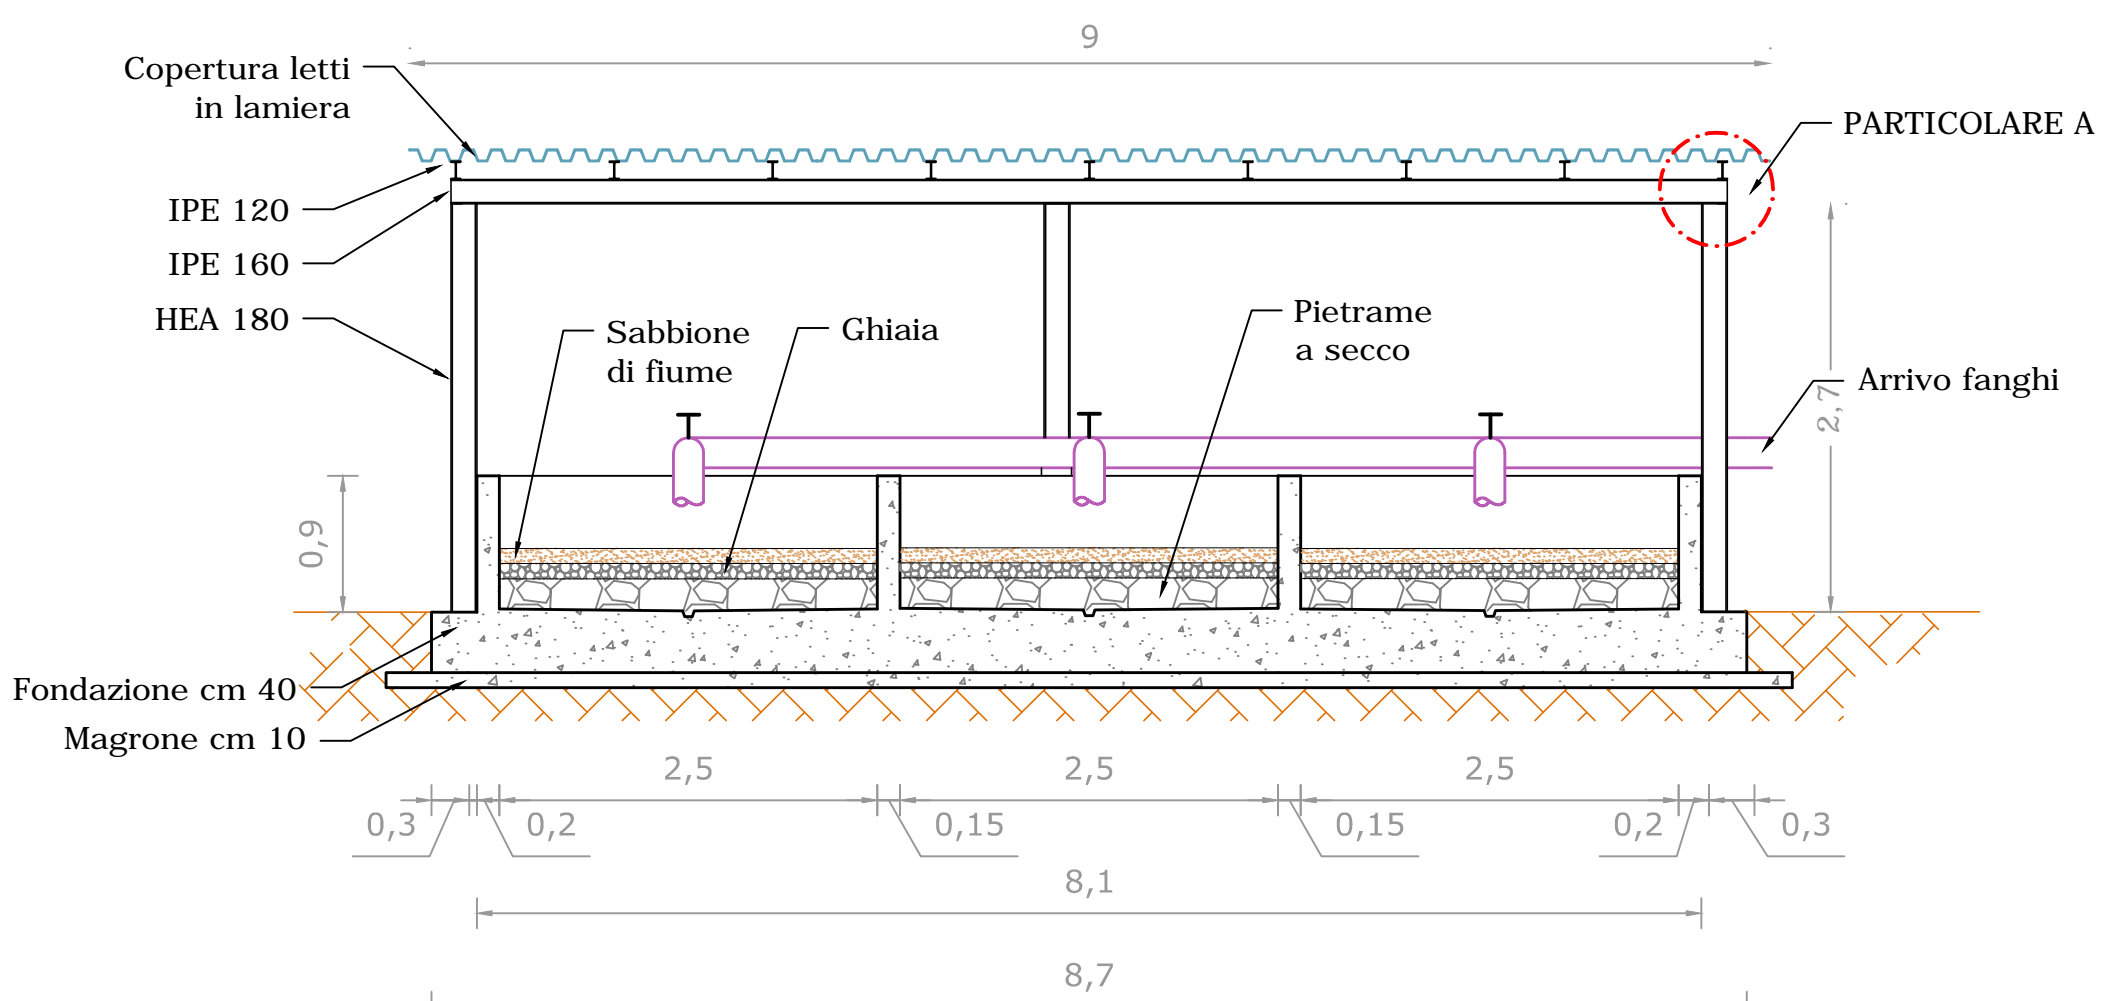 9
Copertura letti
in lamiera
PARTICOLARE A
IPE 120
IPE 160
HEA 180
Sabbione
di fiume
Ghiaia
Pietrame
a secco
Arrivo fanghi
2,7
0,9
Fondazione cm 40
Magrone cm 10
2,5
2,5
2,5
0,3
0,2
0,15
0,15
0,2
0,3
8,1
8,7